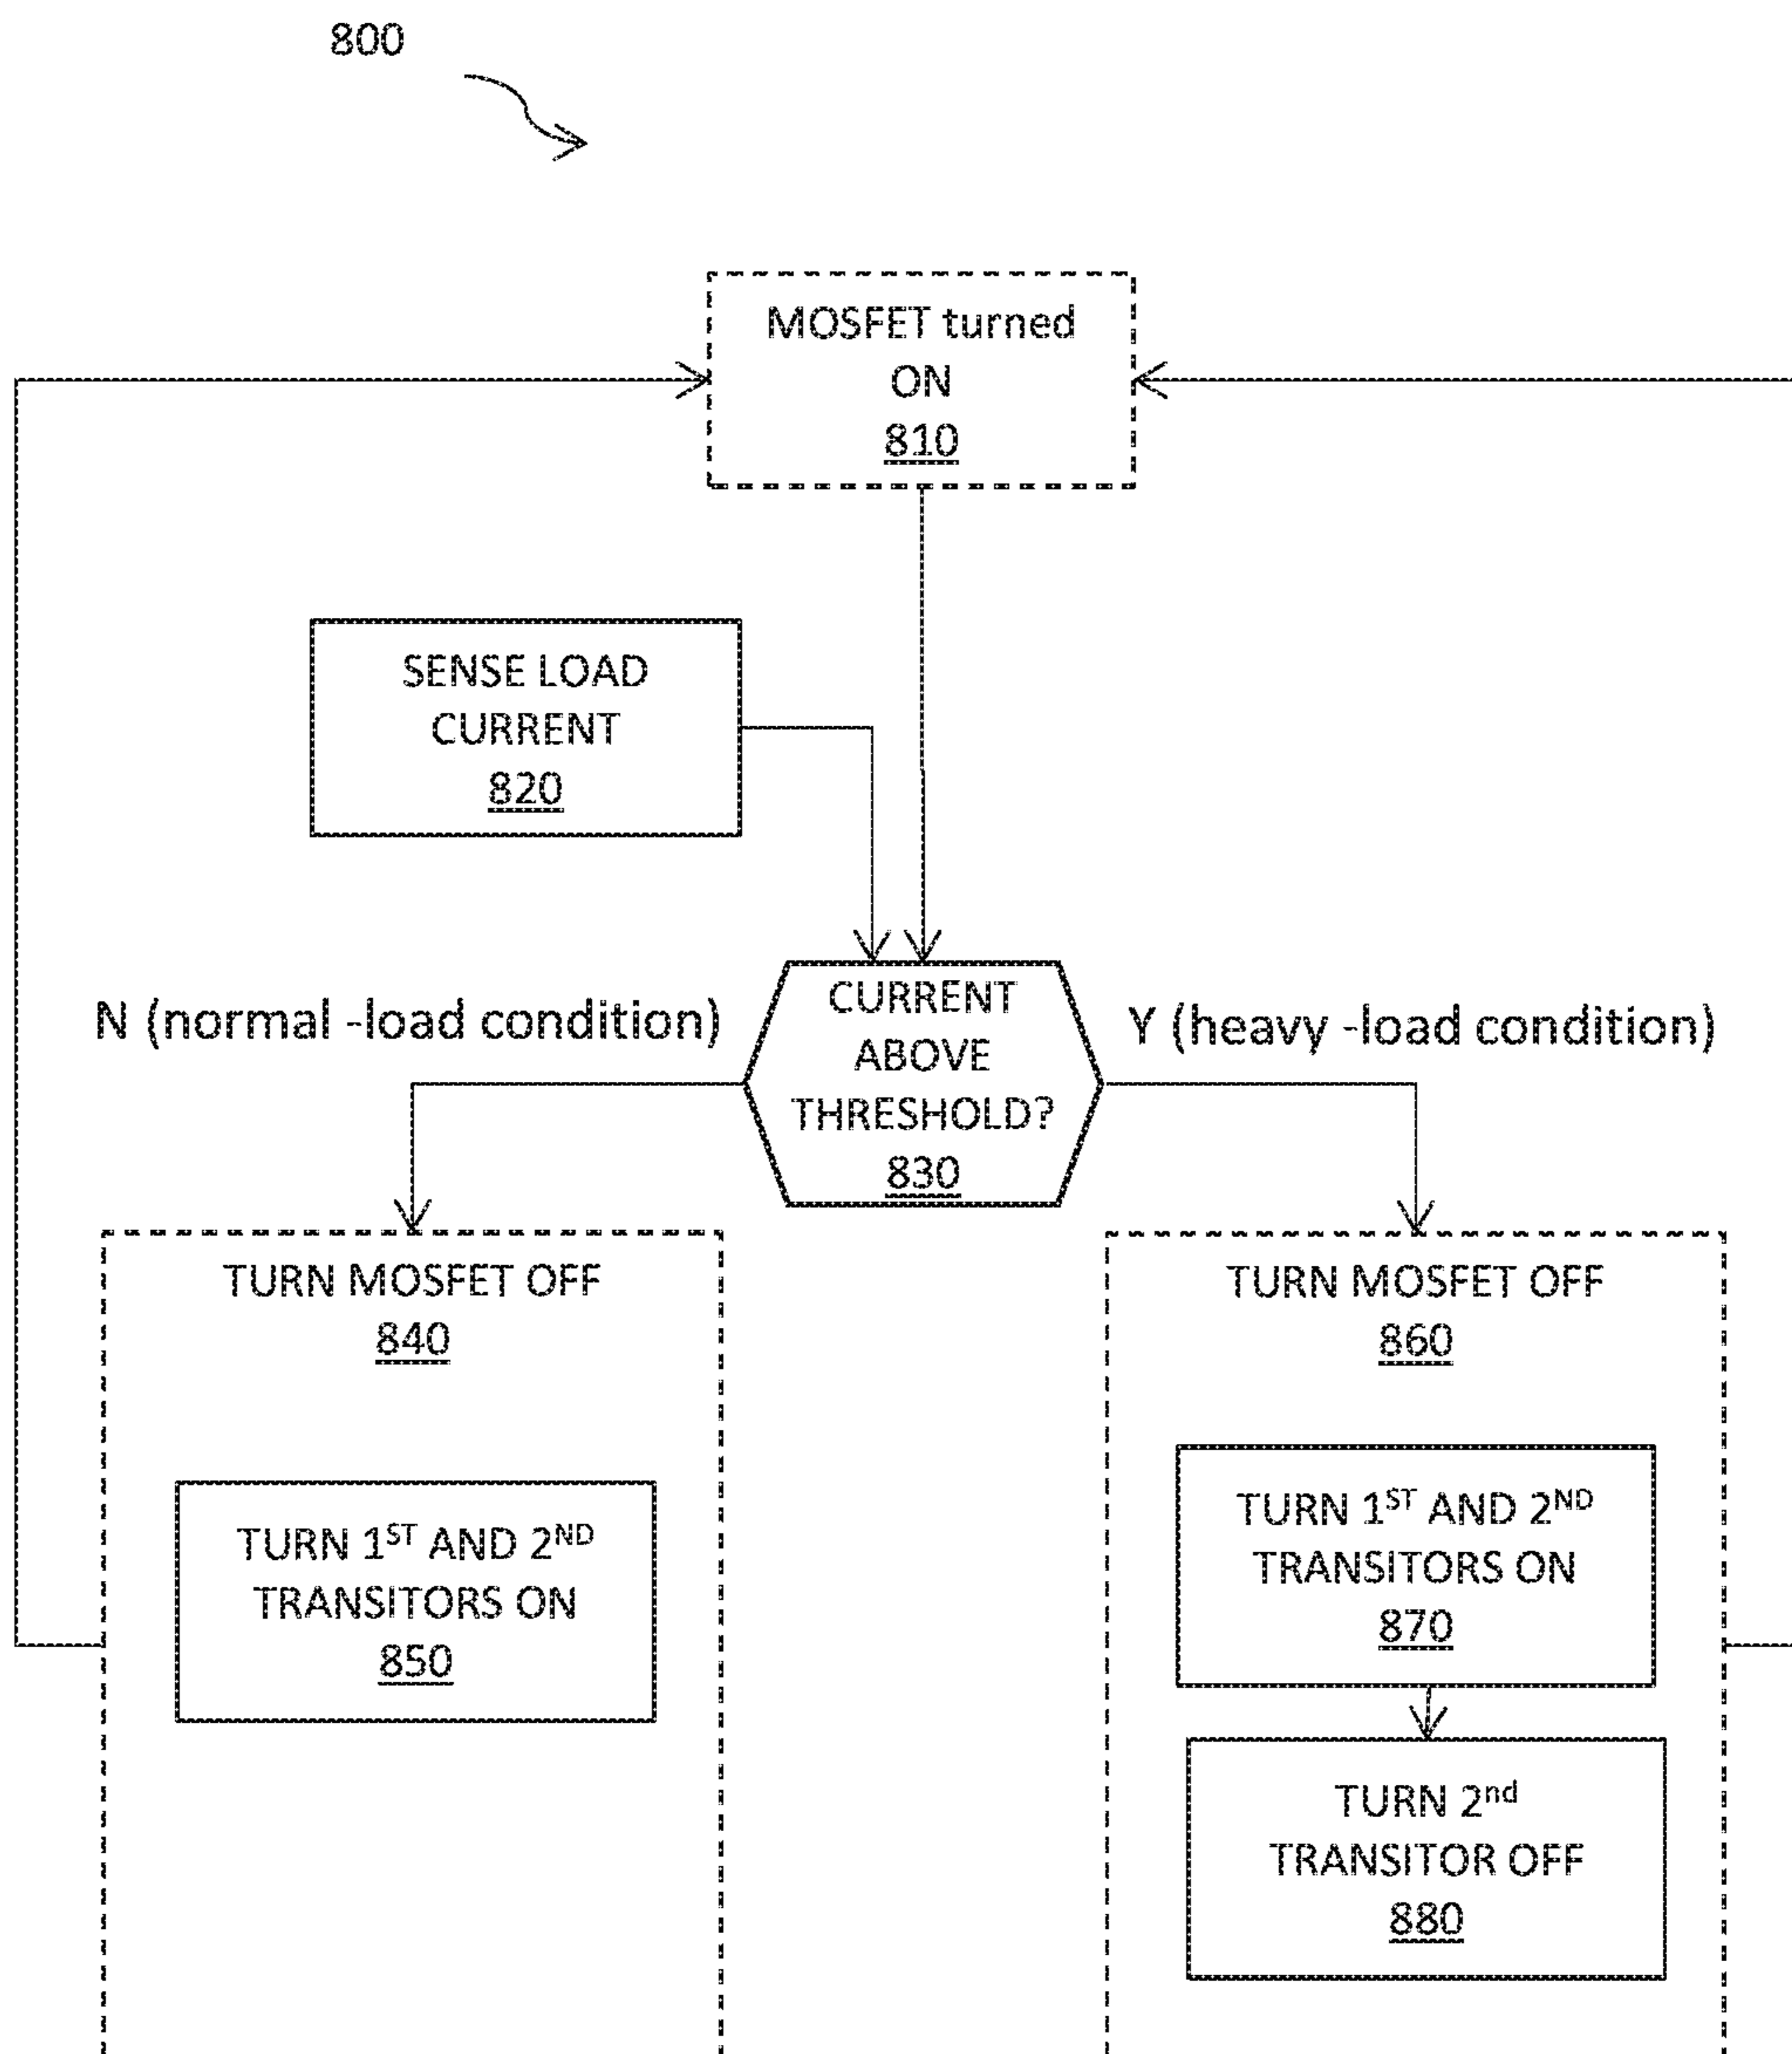 800
MOSFET turned
ON
810
SENSE LOAD
CURRENT
820
CURRENT
ABOVE
THRESHOLD?
830
N (normal -load condition)
Y (heavy -load condition)
TURN MOSFET OFF
840
TURN 1ST AND 2ND
TRANSITORS ON
850
TURN MOSFET OFF
860
TURN 1ST AND 2ND
TRANSITORS ON
870
TURN 2nd
TRANSITOR OFF
880